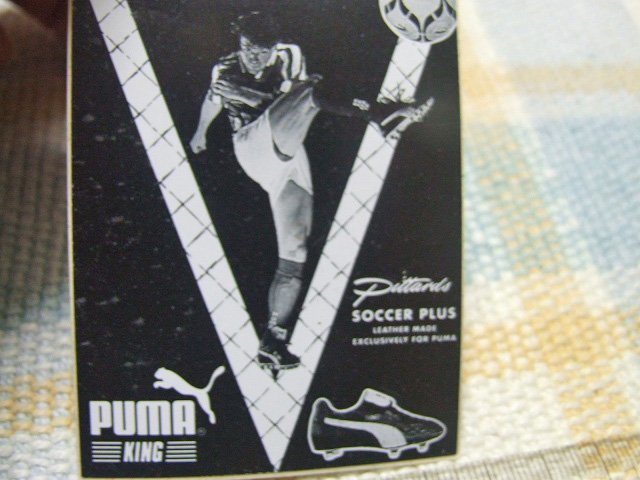 Pittards
SOCCER PLUS
LEATHER MADE
EXCLUSIVELY FOR PUMA
PUMA®
KING